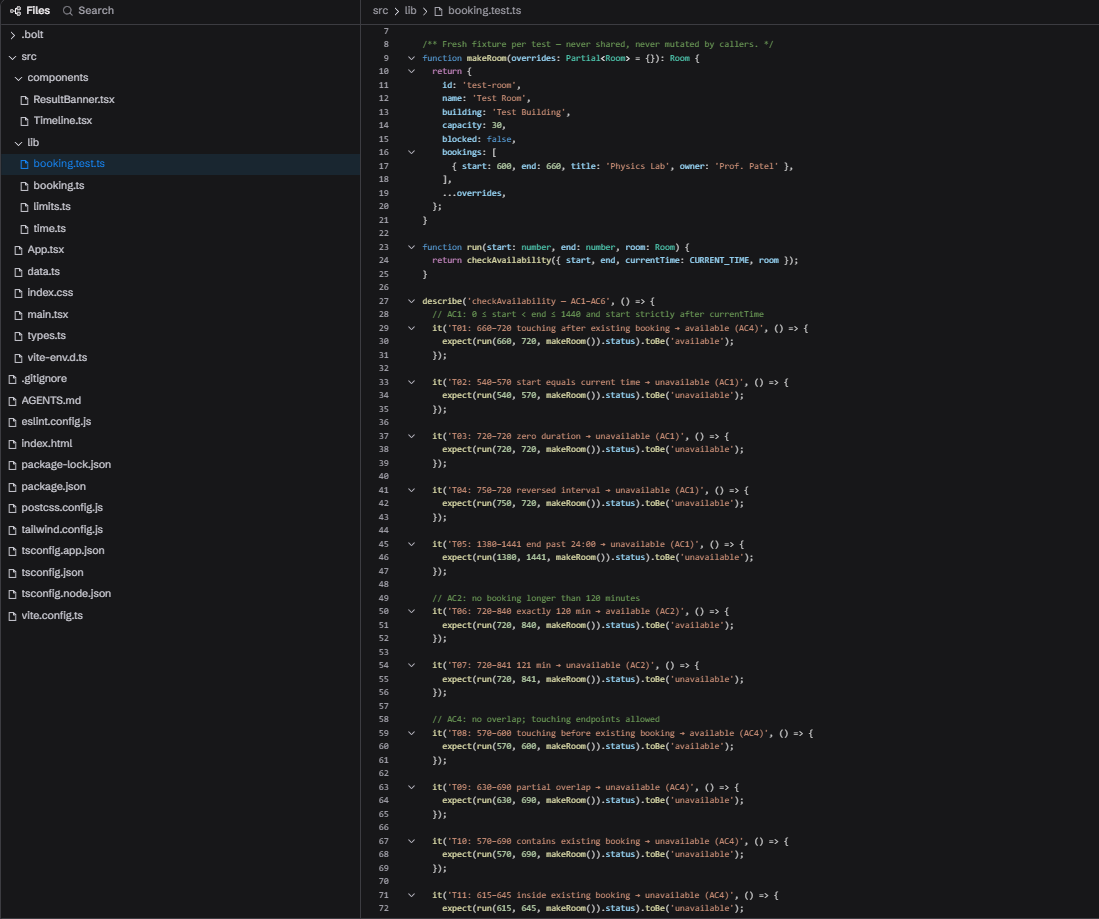 Files Search
.bolt
src
components
ResultBanner.tsx
Timeline.tsx
lib
booking.test.ts
booking.ts
limits.ts
time.ts
App.tsx
data.ts
index.css
main.tsx
types.ts
vite-env.d.ts
.gitignore
AGENTS.md
eslint.config.js
index.html
package-lock.json
package.json
postcss.config.js
tailwind.config.js
tsconfig.app.json
tsconfig.json
tsconfig.node.json
vite.config.ts
src > lib > booking.test.ts
7
8 /** Fresh fixture per test — never shared, never mutated by callers. */
9 function makeRoom(overrides: Partial<Room> = {}): Room {
10 return {
11 id: 'test-room',
12 name: 'Test Room',
13 building: 'Test Building',
14 capacity: 30,
15 blocked: false,
16 bookings: [
17 { start: 600, end: 660, title: 'Physics Lab', owner: 'Prof. Patel' },
18 ],
19 ...overrides,
20 };
21 }
22
23 function run(start: number, end: number, room: Room) {
24 return checkAvailability({ start, end, currentTime: CURRENT_TIME, room });
25 }
26
27 describe('checkAvailability — AC1–AC6', () => {
28 // AC1: 0 ≤ start < end ≤ 1440 and start strictly after currentTime
29 it('T01: 660–720 touching after existing booking → available (AC4)', () => {
30 expect(run(660, 720, makeRoom()).status).toBe('available');
31 });
32
33 it('T02: 540–570 start equals current time → unavailable (AC1)', () => {
34 expect(run(540, 570, makeRoom()).status).toBe('unavailable');
35 });
36
37 it('T03: 720–720 zero duration → unavailable (AC1)', () => {
38 expect(run(720, 720, makeRoom()).status).toBe('unavailable');
39 });
40
41 it('T04: 750–720 reversed interval → unavailable (AC1)', () => {
42 expect(run(750, 720, makeRoom()).status).toBe('unavailable');
43 });
44
45 it('T05: 1380–1441 end past 24:00 → unavailable (AC1)', () => {
46 expect(run(1380, 1441, makeRoom()).status).toBe('unavailable');
47 });
48
49 // AC2: no booking longer than 120 minutes
50 it('T06: 720–840 exactly 120 min → available (AC2)', () => {
51 expect(run(720, 840, makeRoom()).status).toBe('available');
52 });
53
54 it('T07: 720–841 121 min → unavailable (AC2)', () => {
55 expect(run(720, 841, makeRoom()).status).toBe('unavailable');
56 });
57
58 // AC4: no overlap; touching endpoints allowed
59 it('T08: 570–600 touching before existing booking → available (AC4)', () => {
60 expect(run(570, 600, makeRoom()).status).toBe('available');
61 });
62
63 it('T09: 630–690 partial overlap → unavailable (AC4)', () => {
64 expect(run(630, 690, makeRoom()).status).toBe('unavailable');
65 });
66
67 it('T10: 570–690 contains existing booking → unavailable (AC4)', () => {
68 expect(run(570, 690, makeRoom()).status).toBe('unavailable');
69 });
70
71 it('T11: 615–645 inside existing booking → unavailable (AC4)', () => {
72 expect(run(615, 645, makeRoom()).status).toBe('unavailable');